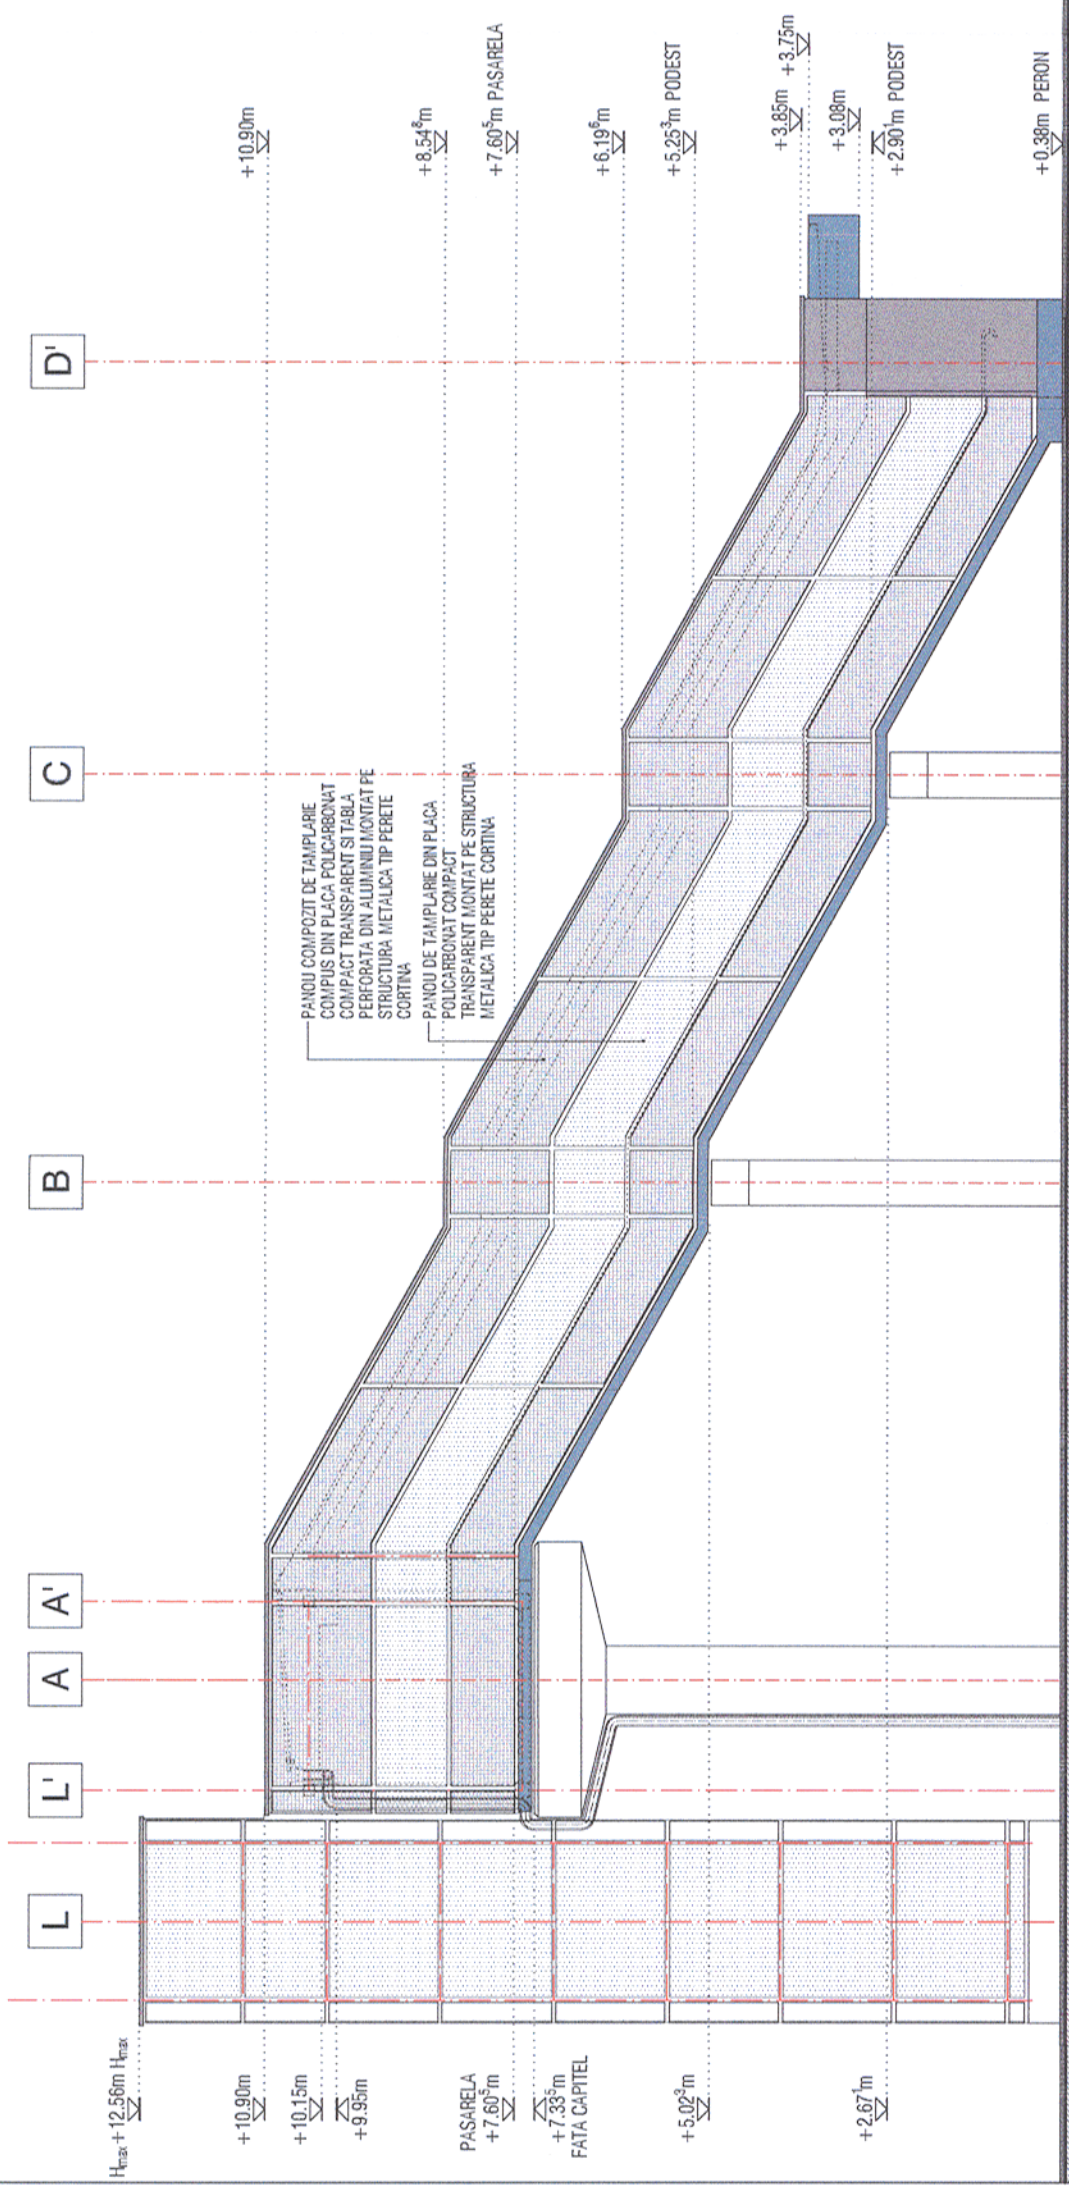 L
L'
A
A'
B
C
D'
Hmax +12.56m Hmax
+10.90m
+10.15m
+9.95m
PASARELA
+7.60⁵m
+7.33⁵m
FATA CAPITEL
+5.02³m
+2.67¹m
PANOU COMPOZIT DE TAMPLARIE
COMPUS DIN PLACA POLICARBONAT
COMPACT TRANSPARENT SI TABLA
PERFORATA DIN ALUMINIU MONTAT PE
STRUCTURA METALICA TIP PERETE
CORTINA
PANOU DE TAMPLARIE DIN PLACA
POLICARBONAT COMPACT
TRANSPARENT MONTAT PE STRUCTURA
METALICA TIP PERETE CORTINA
+10.90m
+8.54⁸m
+7.60⁵m PASARELA
+6.19⁶m
+5.25³m PODEST
+3.85m
+3.75m
+3.08m
+2.90¹m PODEST
+0.38m PERON